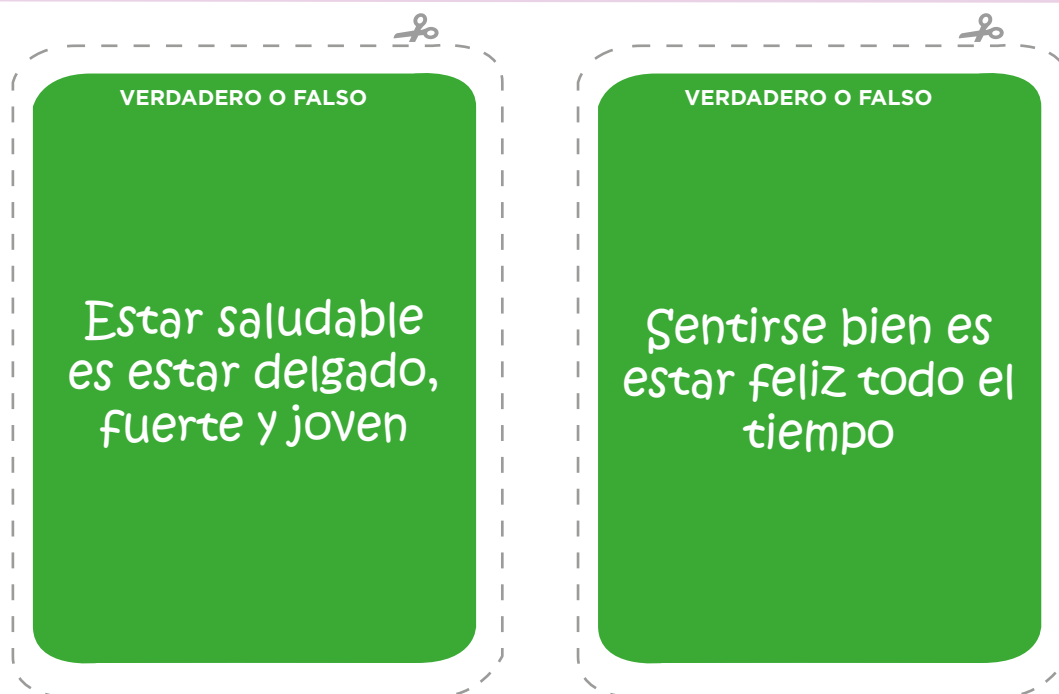 VERDADERO O FALSO
Estar saludable
es estar delgado,
fuerte y joven
VERDADERO O FALSO
Sentirse bien es
estar feliz todo el
tiempo